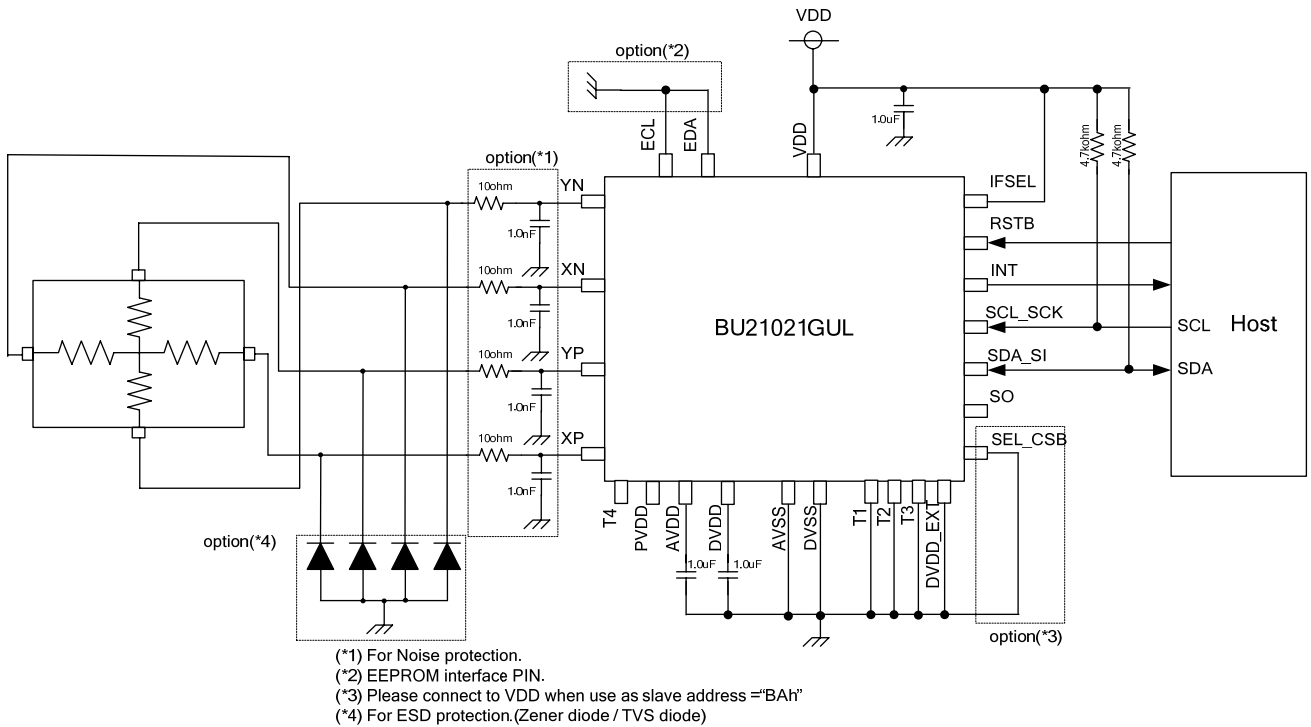 VDD
option(*2)
1.0uF
4.7kohm
4.7kohm
ECL
EDA
VDD
option(*1)
10ohm
YN
1.0nF
10ohm
XN
1.0nF
10ohm
YP
1.0nF
10ohm
XP
1.0nF
BU21021GUL
IFSEL
RSTB
INT
SCL_SCK
SCL
Host
SDA_SI
SDA
SO
SEL_CSB
T4
PVDD
AVDD
DVDD
AVSS
DVSS
T1
T2
T3
DVDD_EXT
1.0uF
1.0uF
option(*4)
option(*3)
(*1) For Noise protection.
(*2) EEPROM interface PIN.
(*3) Please connect to VDD when use as slave address =“BAh”
(*4) For ESD protection.(Zener diode / TVS diode)